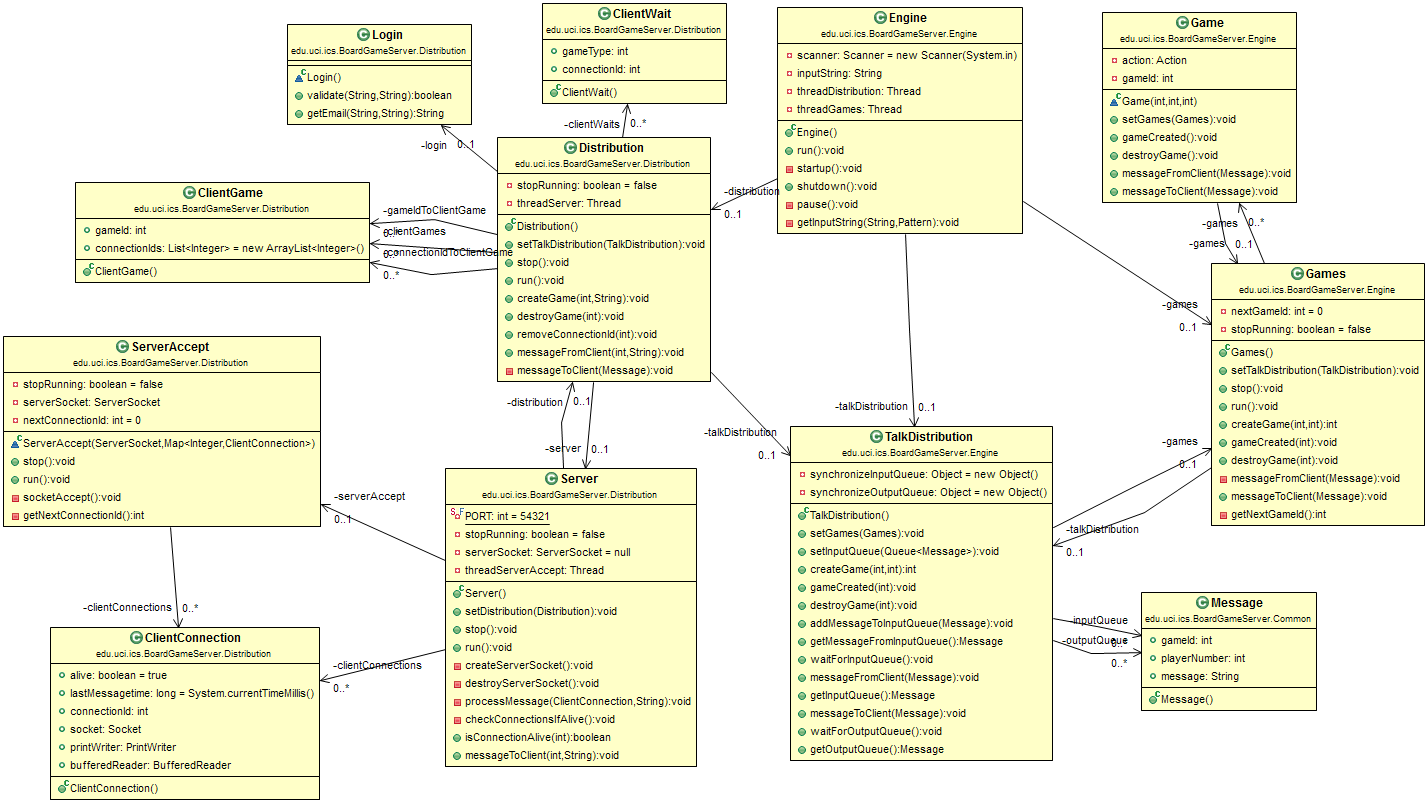 Login
edu.uci.ics.BoardGameServer.Distribution
Login()
validate(String,String):boolean
getEmail(String,String):String
ClientWait
edu.uci.ics.BoardGameServer.Distribution
gameType: int
connectionId: int
ClientWait()
Engine
edu.uci.ics.BoardGameServer.Engine
scanner: Scanner = new Scanner(System.in)
inputString: String
threadDistribution: Thread
threadGames: Thread
Engine()
run():void
startup():void
shutdown():void
pause():void
getInputString(String,Pattern):void
Game
edu.uci.ics.BoardGameServer.Engine
action: Action
gameId: int
Game(int,int,int)
setGames(Games):void
gameCreated():void
destroyGame():void
messageFromClient(Message):void
messageToClient(Message):void
-login
0..1
-clientWaits
0..*
Distribution
edu.uci.ics.BoardGameServer.Distribution
stopRunning: boolean = false
threadServer: Thread
Distribution()
setTalkDistribution(TalkDistribution):void
stop():void
run():void
createGame(int,String):void
destroyGame(int):void
removeConnectionId(int):void
messageFromClient(int,String):void
messageToClient(Message):void
-distribution
0..1
ClientGame
edu.uci.ics.BoardGameServer.Distribution
gameId: int
connectionIds: List<Integer> = new ArrayList<Integer>()
ClientGame()
-gameIdToClientGame
0..*
-clientGames
0..*
-connectionIdToClientGame
0..*
-games
0..*
-games
0..1
Games
edu.uci.ics.BoardGameServer.Engine
nextGameId: int = 0
stopRunning: boolean = false
Games()
setTalkDistribution(TalkDistribution):void
stop():void
run():void
createGame(int,int):int
gameCreated(int):void
destroyGame(int):void
messageFromClient(Message):void
messageToClient(Message):void
getNextGameId():int
-games
0..1
ServerAccept
edu.uci.ics.BoardGameServer.Distribution
stopRunning: boolean = false
serverSocket: ServerSocket
nextConnectionId: int = 0
ServerAccept(ServerSocket,Map<Integer,ClientConnection>)
stop():void
run():void
socketAccept():void
getNextConnectionId():int
-distribution
0..1
-server
0..1
-talkDistribution
0..1
-talkDistribution
0..1
-games
0..1
-talkDistribution
0..1
Server
edu.uci.ics.BoardGameServer.Distribution
PORT: int = 54321
stopRunning: boolean = false
serverSocket: ServerSocket = null
threadServerAccept: Thread
Server()
setDistribution(Distribution):void
stop():void
run():void
createServerSocket():void
destroyServerSocket():void
processMessage(ClientConnection,String):void
checkConnectionsIfAlive():void
isConnectionAlive(int):boolean
messageToClient(int,String):void
-serverAccept
0..1
TalkDistribution
edu.uci.ics.BoardGameServer.Engine
synchronizeInputQueue: Object = new Object()
synchronizeOutputQueue: Object = new Object()
TalkDistribution()
setGames(Games):void
setInputQueue(Queue<Message>):void
createGame(int,int):int
gameCreated(int):void
destroyGame(int):void
addMessageToInputQueue(Message):void
getMessageFromInputQueue():Message
waitForInputQueue():void
messageFromClient(Message):void
getInputQueue():Message
messageToClient(Message):void
waitForOutputQueue():void
getOutputQueue():Message
-inputQueue
0..*
-outputQueue
0..*
Message
edu.uci.ics.BoardGameServer.Common
gameId: int
playerNumber: int
message: String
Message()
-clientConnections
0..*
-clientConnections
0..*
ClientConnection
edu.uci.ics.BoardGameServer.Distribution
alive: boolean = true
lastMessagetime: long = System.currentTimeMillis()
connectionId: int
socket: Socket
printWriter: PrintWriter
bufferedReader: BufferedReader
ClientConnection()